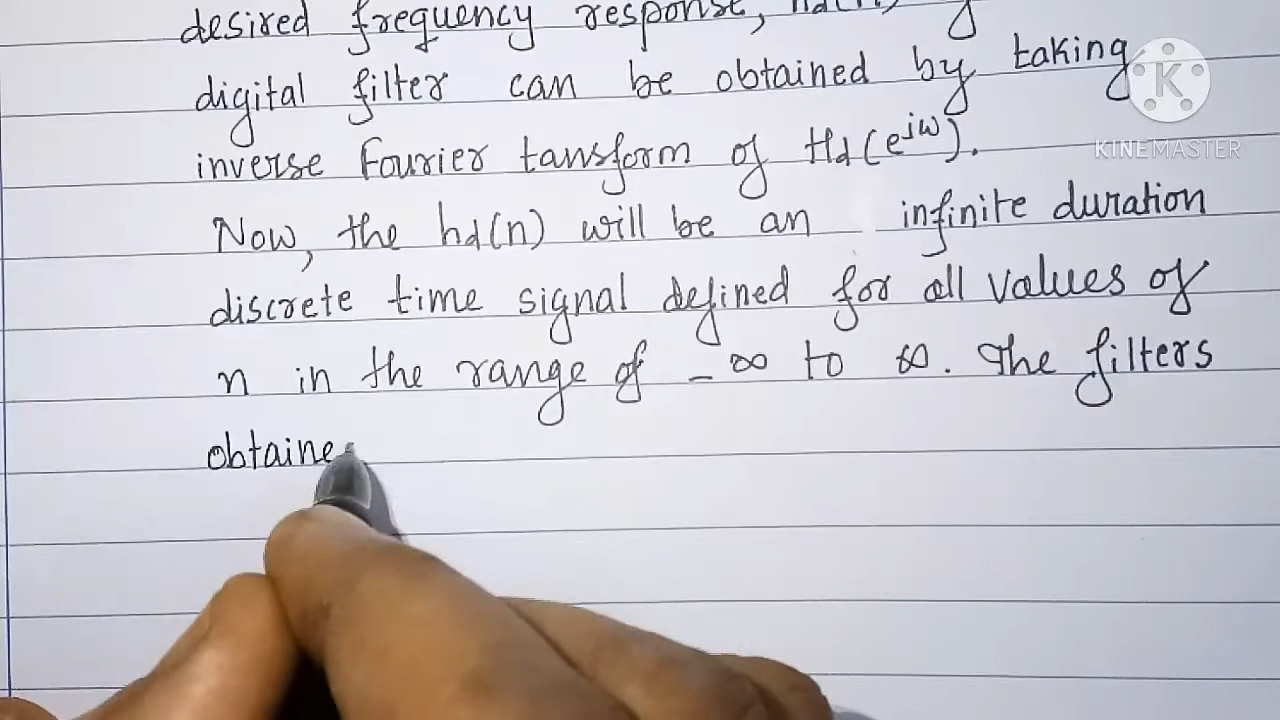 desired frequency response,
digital filter can be obtained by taking
inverse Fourier tansform of Hd(e^jw).
Now, the hd(n) will be an infinite duration
discrete time signal defined for all values of
n in the range of -∞ to ∞. The filters
obtaine
K
KINEMASTER